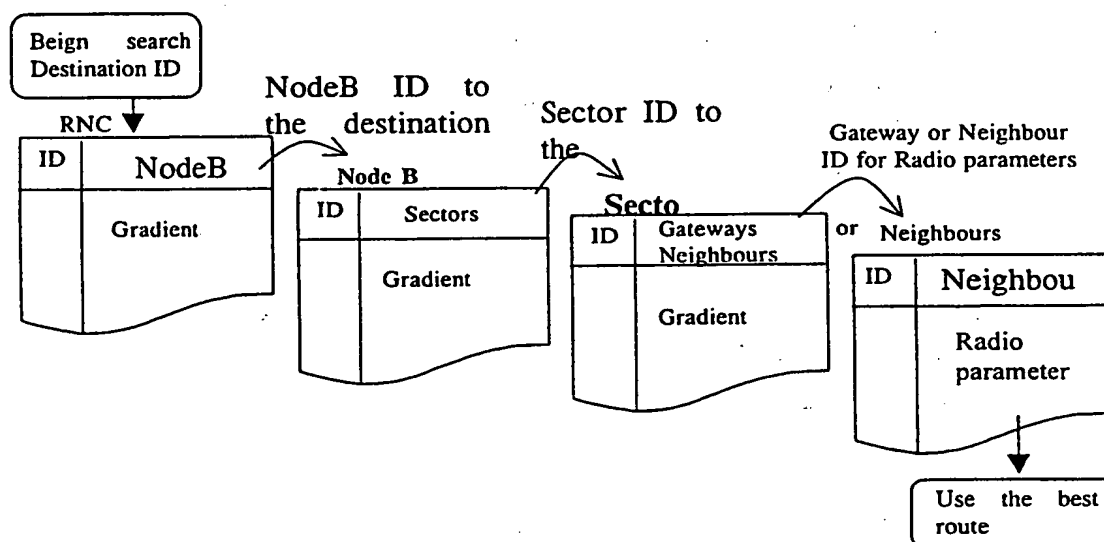 Beign search
Destination ID
NodeB ID to
the destination
Sector ID to
the
Gateway or Neighbour
ID for Radio parameters
RNC
ID NodeB
Gradient
Node B
ID Sectors
Gradient
Secto
ID Gateways
Neighbours
Gradient
or Neighbours
ID Neighbou
Radio
parameter
Use the best
route